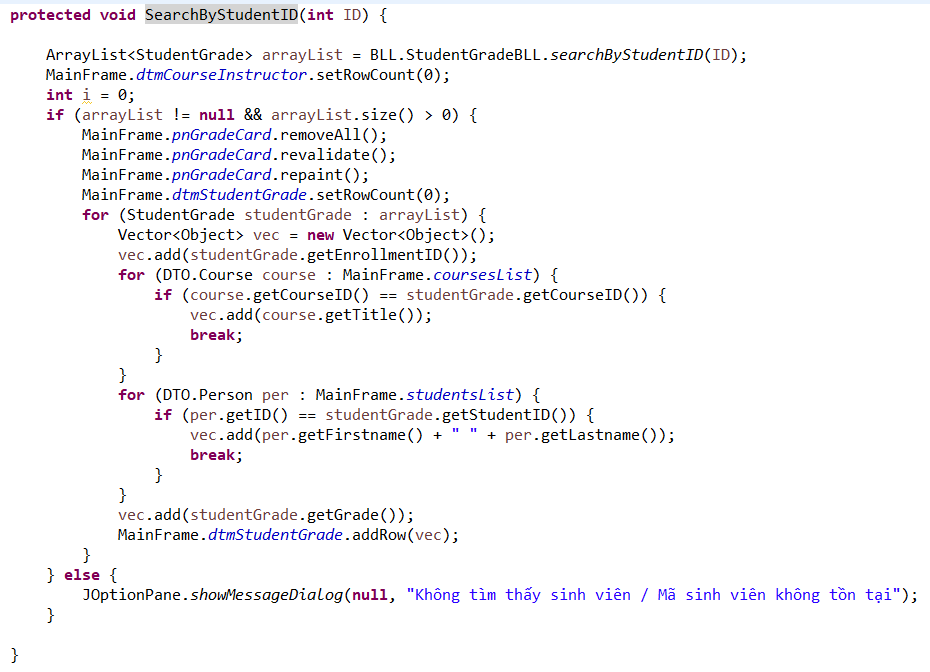 protected void SearchByStudentID(int ID) {
ArrayList<StudentGrade> arrayList = BLL.StudentGradeBLL.searchByStudentID(ID);
MainFrame.dtmCourseInstructor.setRowCount(0);
int i = 0;
if (arrayList != null && arrayList.size() > 0) {
MainFrame.pnGradeCard.removeAll();
MainFrame.pnGradeCard.revalidate();
MainFrame.pnGradeCard.repaint();
MainFrame.dtmStudentGrade.setRowCount(0);
for (StudentGrade studentGrade : arrayList) {
Vector<Object> vec = new Vector<Object>();
vec.add(studentGrade.getEnrollmentID());
for (DTO.Course course : MainFrame.coursesList) {
if (course.getCourseID() == studentGrade.getCourseID()) {
vec.add(course.getTitle());
break;
}
}
for (DTO.Person per : MainFrame.studentsList) {
if (per.getID() == studentGrade.getStudentID()) {
vec.add(per.getFirstname() + " " + per.getLastname());
break;
}
}
vec.add(studentGrade.getGrade());
MainFrame.dtmStudentGrade.addRow(vec);
}
} else {
JOptionPane.showMessageDialog(null, "Không tìm thấy sinh viên / Mã sinh viên không tồn tại");
}
}